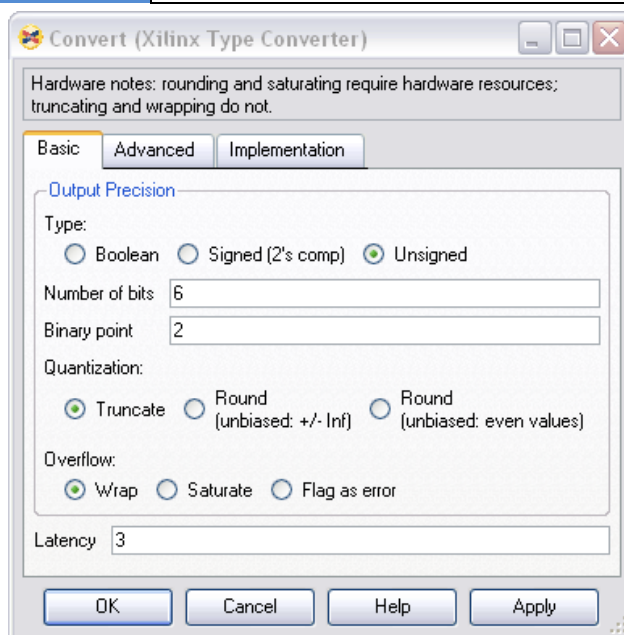 Convert (Xilinx Type Converter)
Hardware notes: rounding and saturating require hardware resources;
truncating and wrapping do not.
Basic Advanced Implementation
Output Precision
Type:
Boolean Signed (2's comp) Unsigned
Number of bits 6
Binary point 2
Quantization:
Truncate Round (unbiased: +/- Inf) Round (unbiased: even values)
Overflow:
Wrap Saturate Flag as error
Latency 3
OK Cancel Help Apply